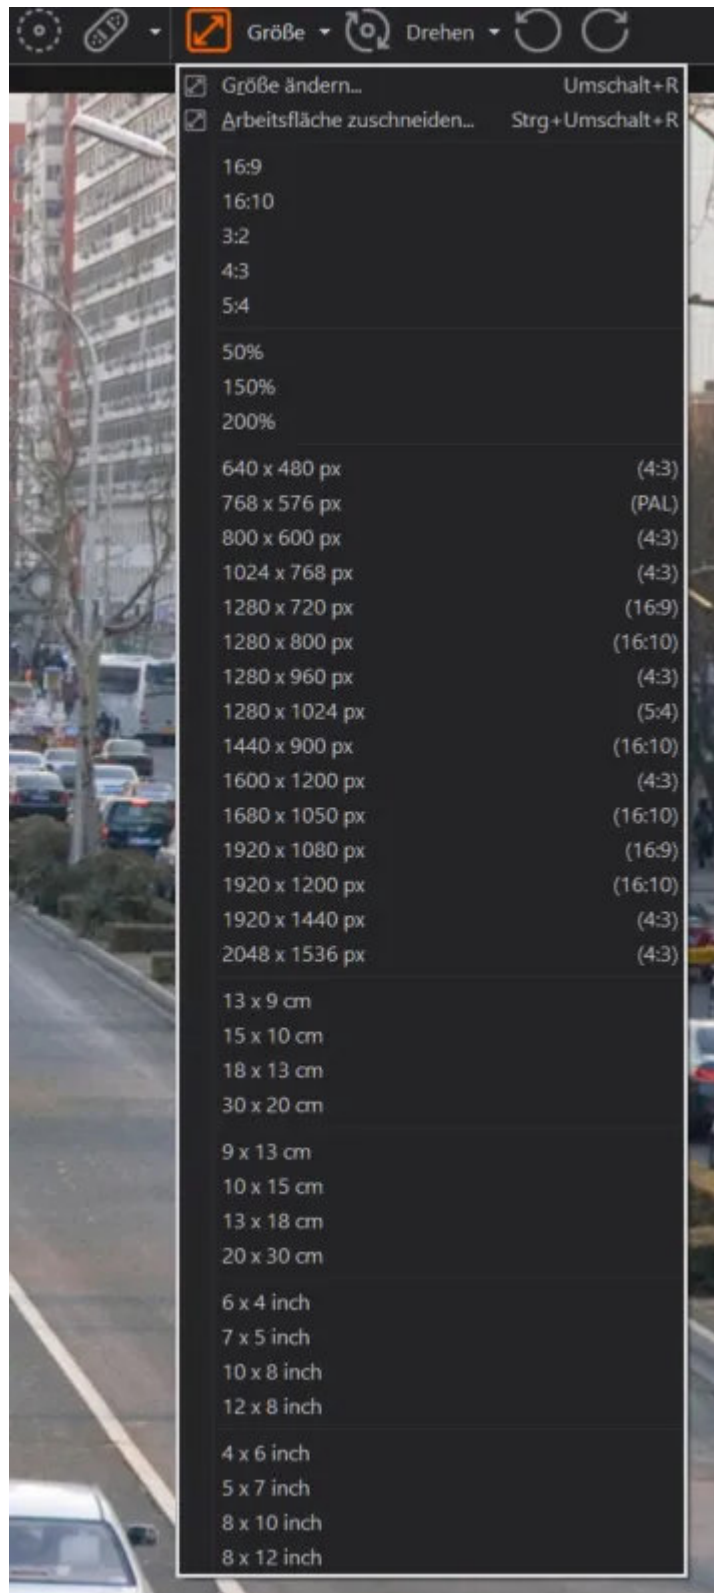 Größe Drehen
Größe ändern... Umschalt+R
Arbeitsfläche zuschneiden... Strg+Umschalt+R
16:9
16:10
3:2
4:3
5:4
50%
150%
200%
640 x 480 px (4:3)
768 x 576 px (PAL)
800 x 600 px (4:3)
1024 x 768 px (4:3)
1280 x 720 px (16:9)
1280 x 800 px (16:10)
1280 x 960 px (4:3)
1280 x 1024 px (5:4)
1440 x 900 px (16:10)
1600 x 1200 px (4:3)
1680 x 1050 px (16:10)
1920 x 1080 px (16:9)
1920 x 1200 px (16:10)
1920 x 1440 px (4:3)
2048 x 1536 px (4:3)
13 x 9 cm
15 x 10 cm
18 x 13 cm
30 x 20 cm
9 x 13 cm
10 x 15 cm
13 x 18 cm
20 x 30 cm
6 x 4 inch
7 x 5 inch
10 x 8 inch
12 x 8 inch
4 x 6 inch
5 x 7 inch
8 x 10 inch
8 x 12 inch